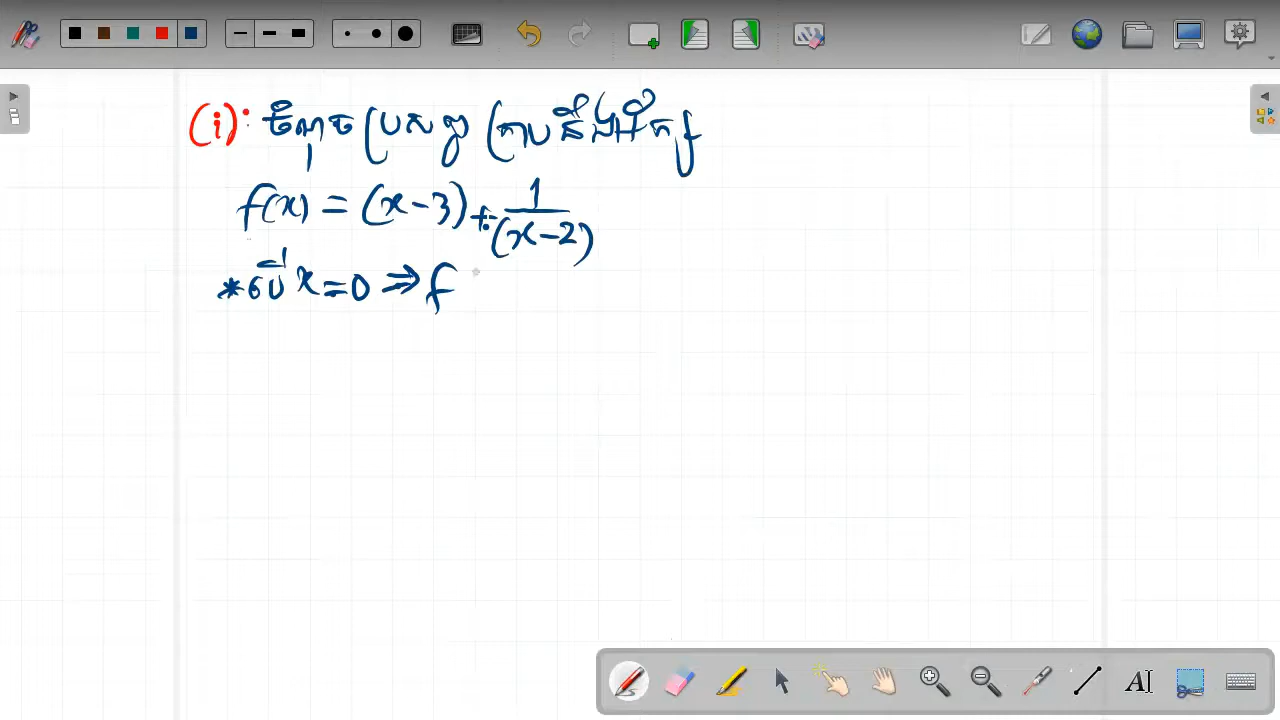 (i): ចំណុចប្រសព្វក្រាបនឹងអ័ក្ស
f(x) = (x-3) + 1/(x-2)
* បើ x = 0 ⇒ f